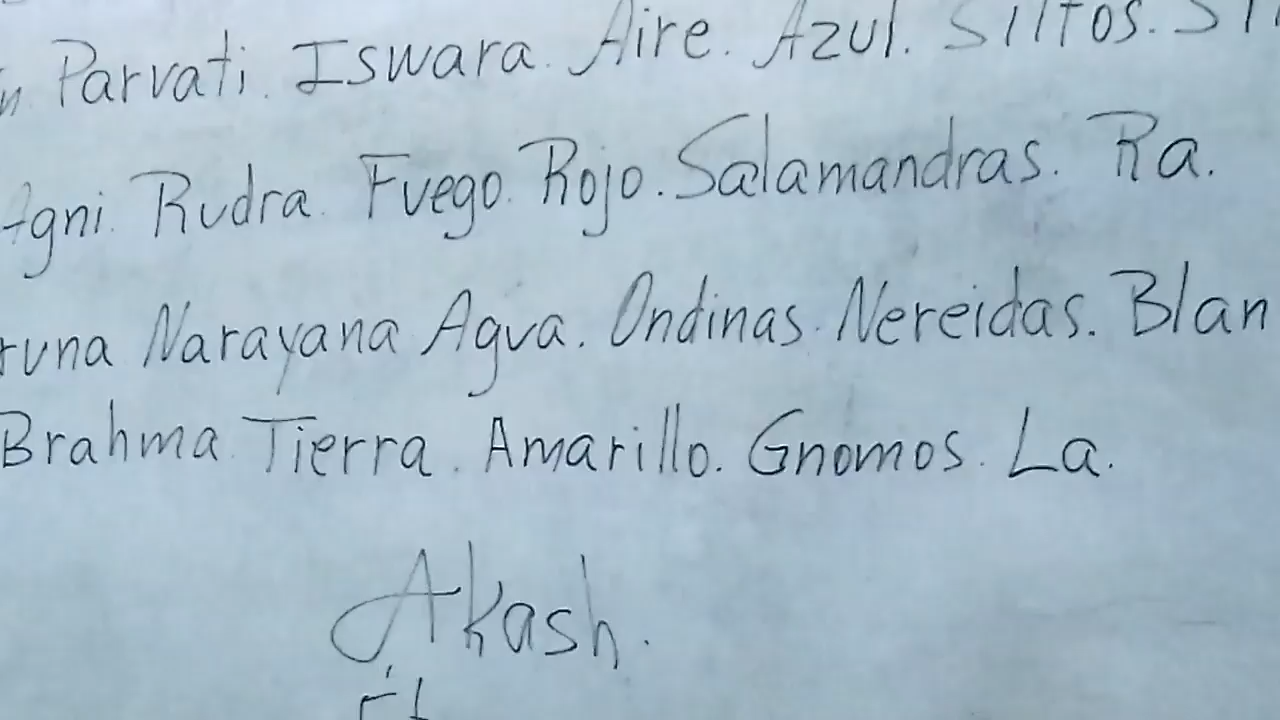 Parvati. Iswara. Aire. Azul. Silfos.
Agni. Rudra. Fuego. Rojo. Salamandras. Ra.
Narayana Agua. Ondinas. Nereidas. Blan
Brahma Tierra. Amarillo. Gnomos. La.
Akash.